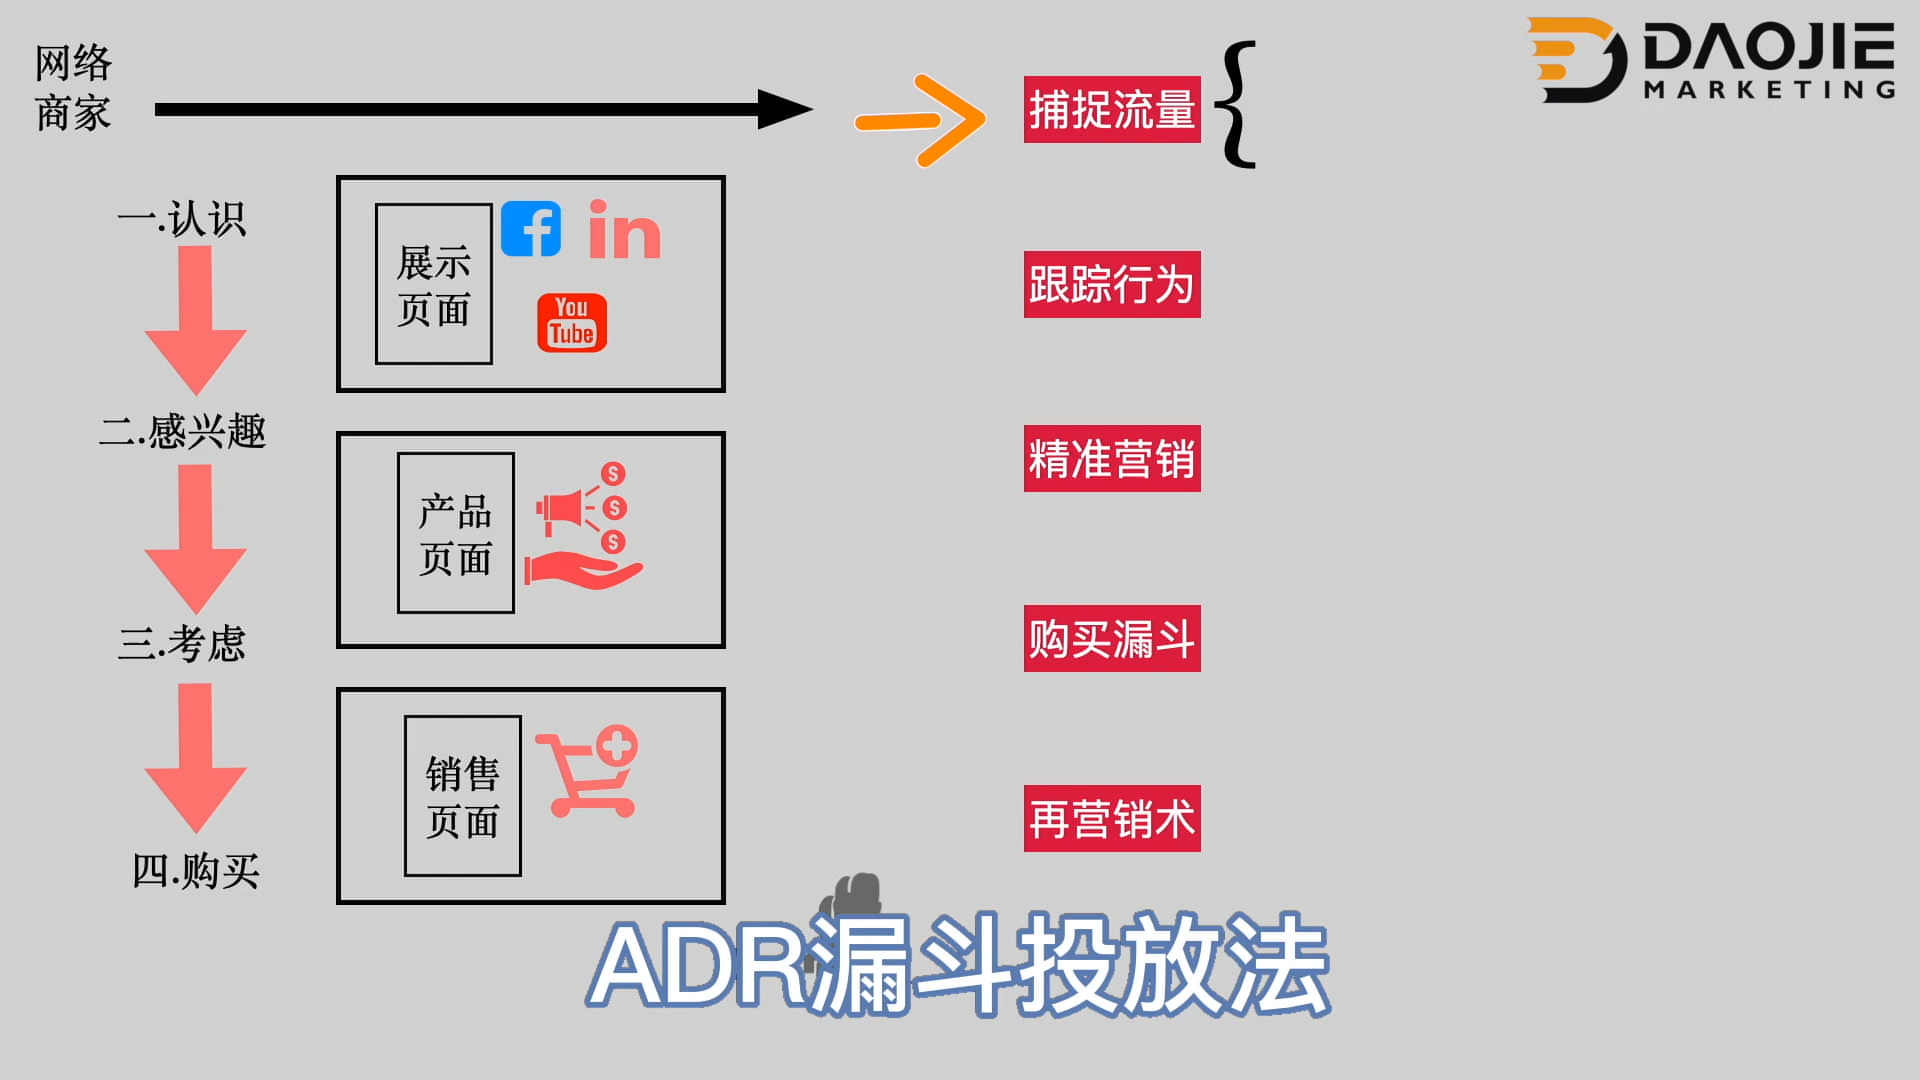 网络
商家
捕捉流量
{
DAOJIE
MARKETING
一.认识
展示
页面
in
You
Tube
跟踪行为
二.感兴趣
产品
页面
$
$
$
精准营销
三.考虑
购买漏斗
销售
页面
再营销术
四.购买
ADR漏斗投放法